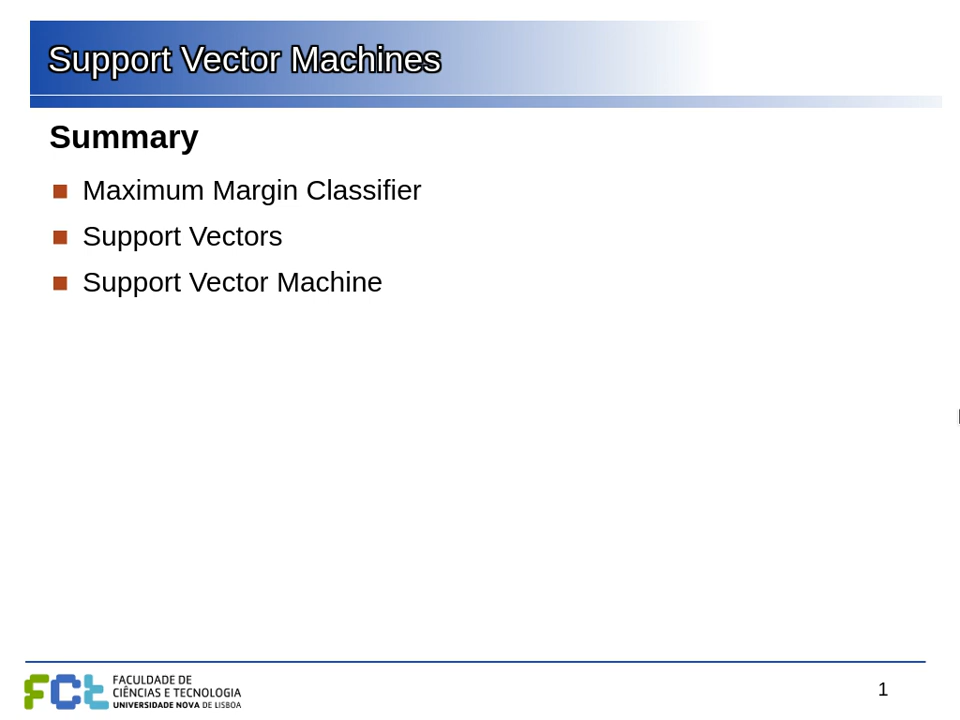 Support Vector Machines
Summary
Maximum Margin Classifier
Support Vectors
Support Vector Machine
FCt
FACULDADE DE
CIÊNCIAS E TECNOLOGIA
UNIVERSIDADE NOVA DE LISBOA
1